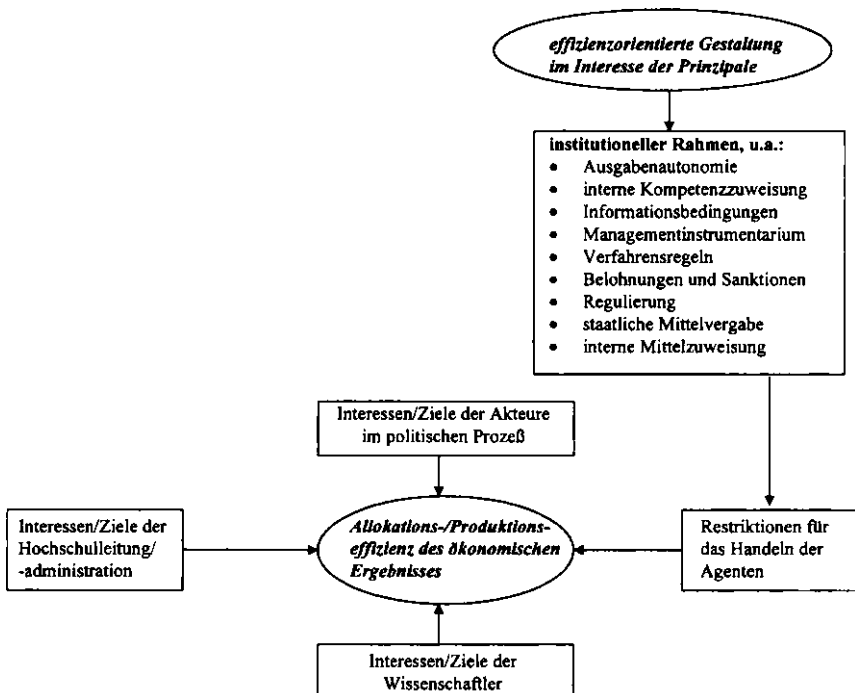 effizienzorientierte Gestaltung
im Interesse der Prinzipale
institutioneller Rahmen, u.a.:
• Ausgabenautonomie
• interne Kompetenzzuweisung
• Informationsbedingungen
• Managementinstrumentarium
• Verfahrensregeln
• Belohnungen und Sanktionen
• Regulierung
• staatliche Mittelvergabe
• interne Mittelzuweisung
Interessen/Ziele der Akteure
im politischen Prozeß
Interessen/Ziele der
Hochschulleitung/
-administration
Allokations-/Produktions-
effizienz des ökonomischen
Ergebnisses
Restriktionen für
das Handeln der
Agenten
Interessen/Ziele der
Wissenschaftler